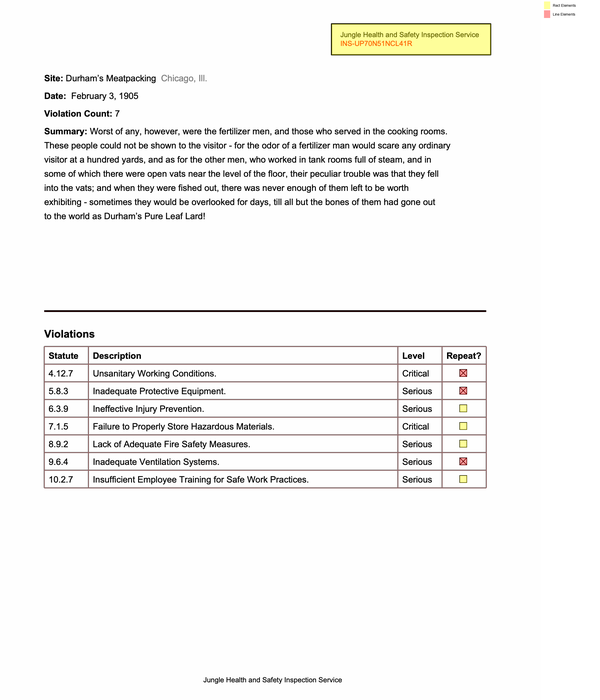 Rect Elements
Line Elements
Jungle Health and Safety Inspection Service
INS-UP70N51NCL41R
Site: Durham's Meatpacking Chicago, Ill.
Date: February 3, 1905
Violation Count: 7
Summary: Worst of any, however, were the fertilizer men, and those who served in the cooking rooms.
These people could not be shown to the visitor - for the odor of a fertilizer man would scare any ordinary
visitor at a hundred yards, and as for the other men, who worked in tank rooms full of steam, and in
some of which there were open vats near the level of the floor, their peculiar trouble was that they fell
into the vats; and when they were fished out, there was never enough of them left to be worth
exhibiting - sometimes they would be overlooked for days, till all but the bones of them had gone out
to the world as Durham's Pure Leaf Lard!
Violations
Statute Description Level Repeat?
4.12.7 Unsanitary Working Conditions. Critical
5.8.3 Inadequate Protective Equipment. Serious
6.3.9 Ineffective Injury Prevention. Serious
7.1.5 Failure to Properly Store Hazardous Materials. Critical
8.9.2 Lack of Adequate Fire Safety Measures. Serious
9.6.4 Inadequate Ventilation Systems. Serious
10.2.7 Insufficient Employee Training for Safe Work Practices. Serious
Jungle Health and Safety Inspection Service